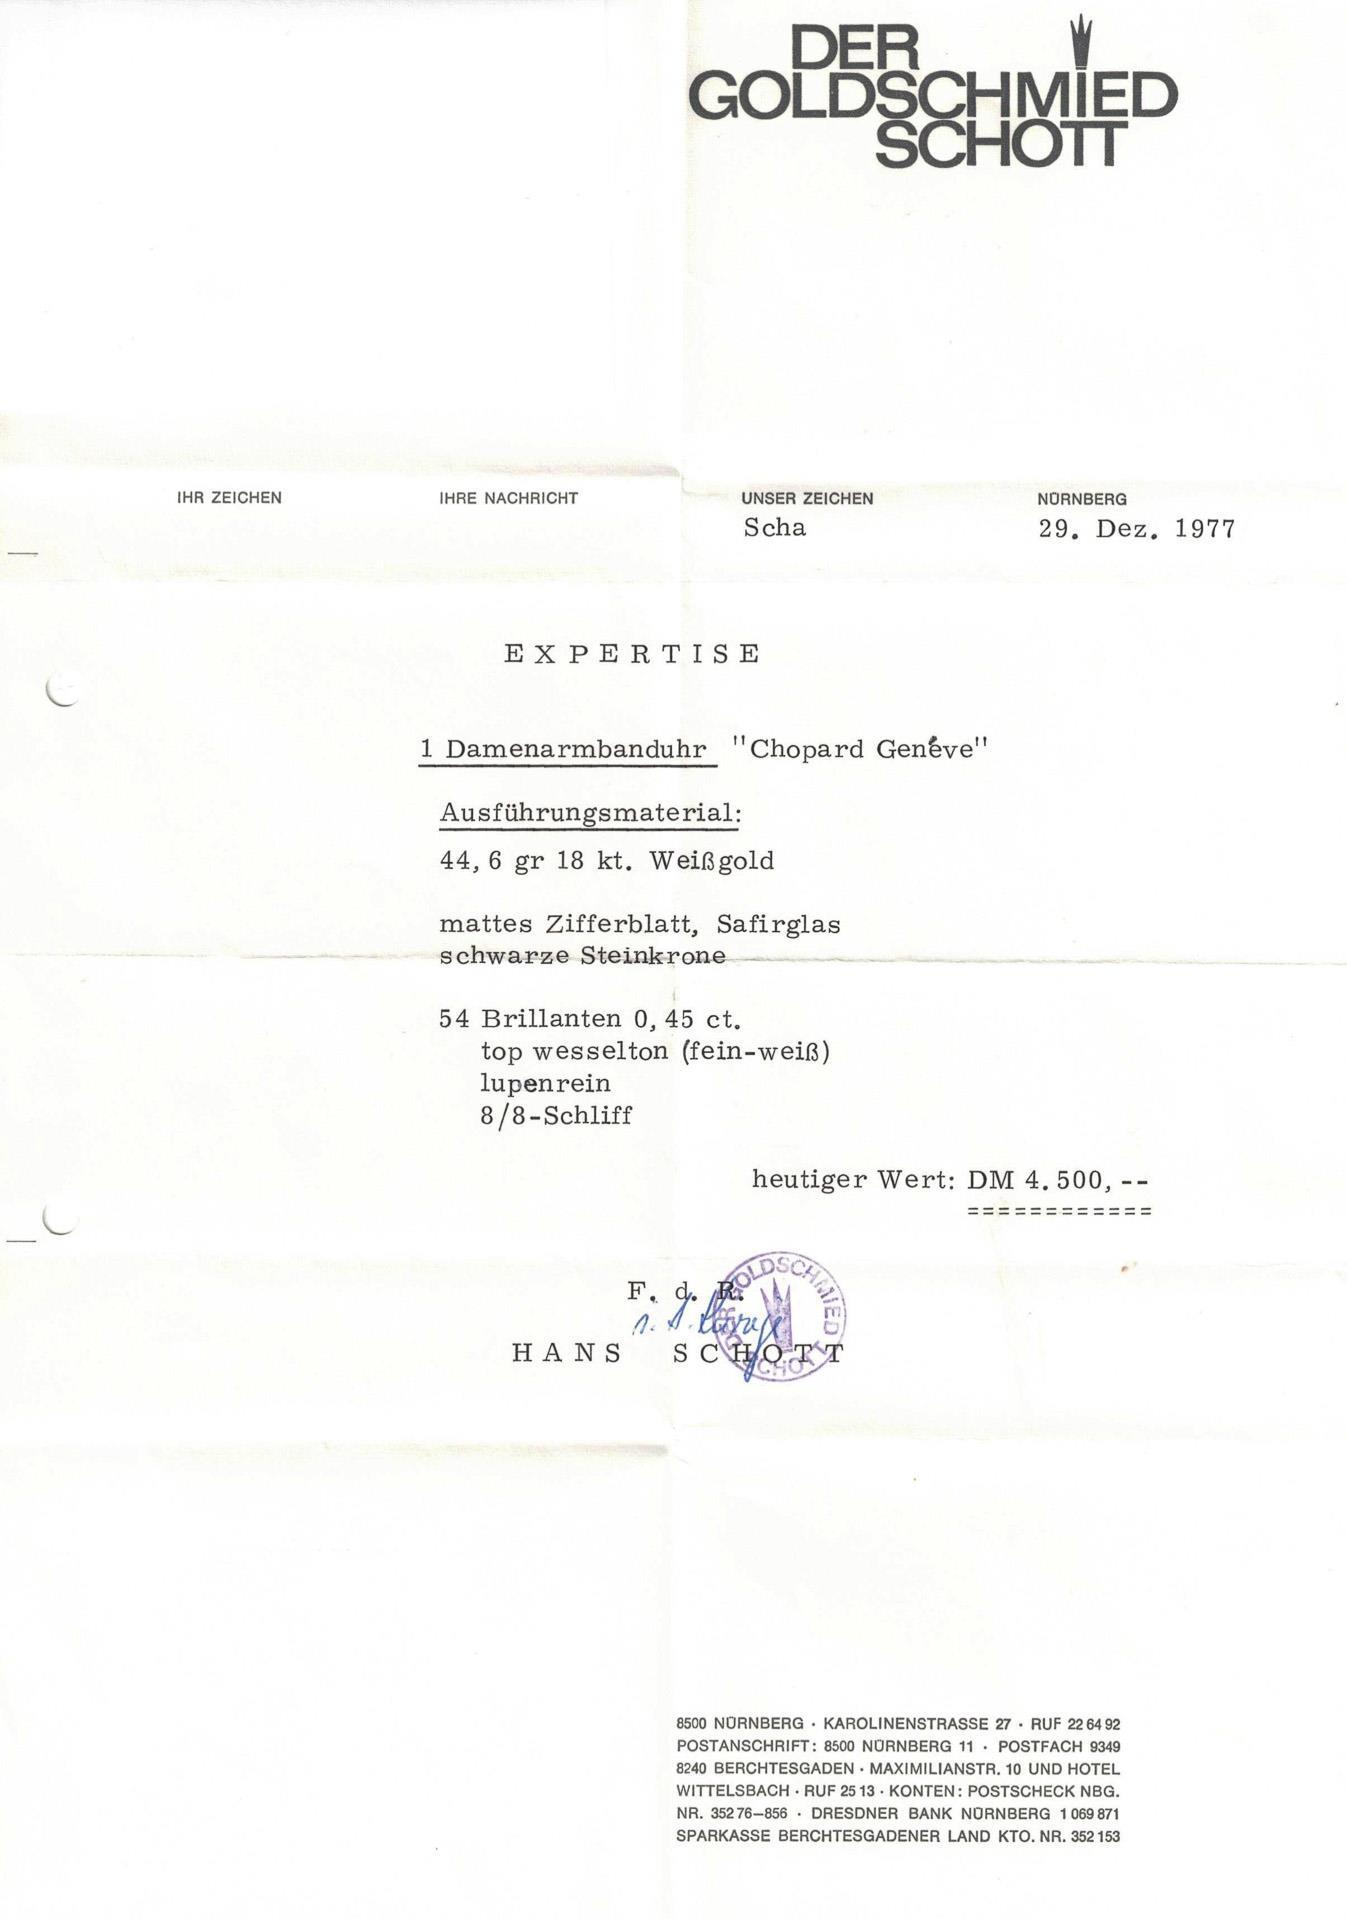 DER
GOLDSCHMIED
SCHOTT
IHR ZEICHEN IHRE NACHRICHT UNSER ZEICHEN NÜRNBERG
Scha 29. Dez. 1977
E X P E R T I S E
1 Damenarmbanduhr "Chopard Genéve"
Ausführungsmaterial:
44,6 gr 18 kt. Weißgold
mattes Zifferblatt, Safirglas
schwarze Steinkrone
54 Brillanten 0,45 ct.
top wesselton (fein-weiß)
lupenrein
8/8-Schliff
heutiger Wert: DM 4.500,--
============
F. d. R.
DER GOLDSCHMIED SCHOTT
H A N S S C H O T T
8500 NÜRNBERG · KAROLINENSTRASSE 27 · RUF 22 64 92
POSTANSCHRIFT: 8500 NÜRNBERG 11 · POSTFACH 9349
8240 BERCHTESGADEN · MAXIMILIANSTR. 10 UND HOTEL
WITTELSBACH · RUF 25 13 · KONTEN: POSTSCHECK NBG.
NR. 352 76–856 · DRESDNER BANK NÜRNBERG 1 069 871
SPARKASSE BERCHTESGADENER LAND KTO. NR. 352 153